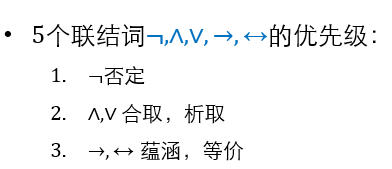 • 5个联结词¬,∧,∨, →, ↔的优先级：
1. ¬否定
2. ∧,∨ 合取，析取
3. →, ↔ 蕴涵，等价